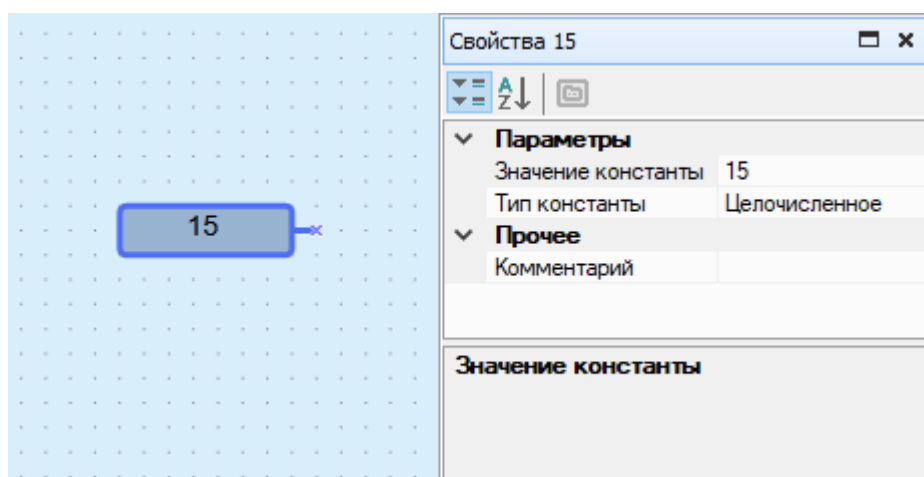 15
Свойства 15
Параметры
Значение константы 15
Тип константы Целочисленное
Прочее
Комментарий
Значение константы